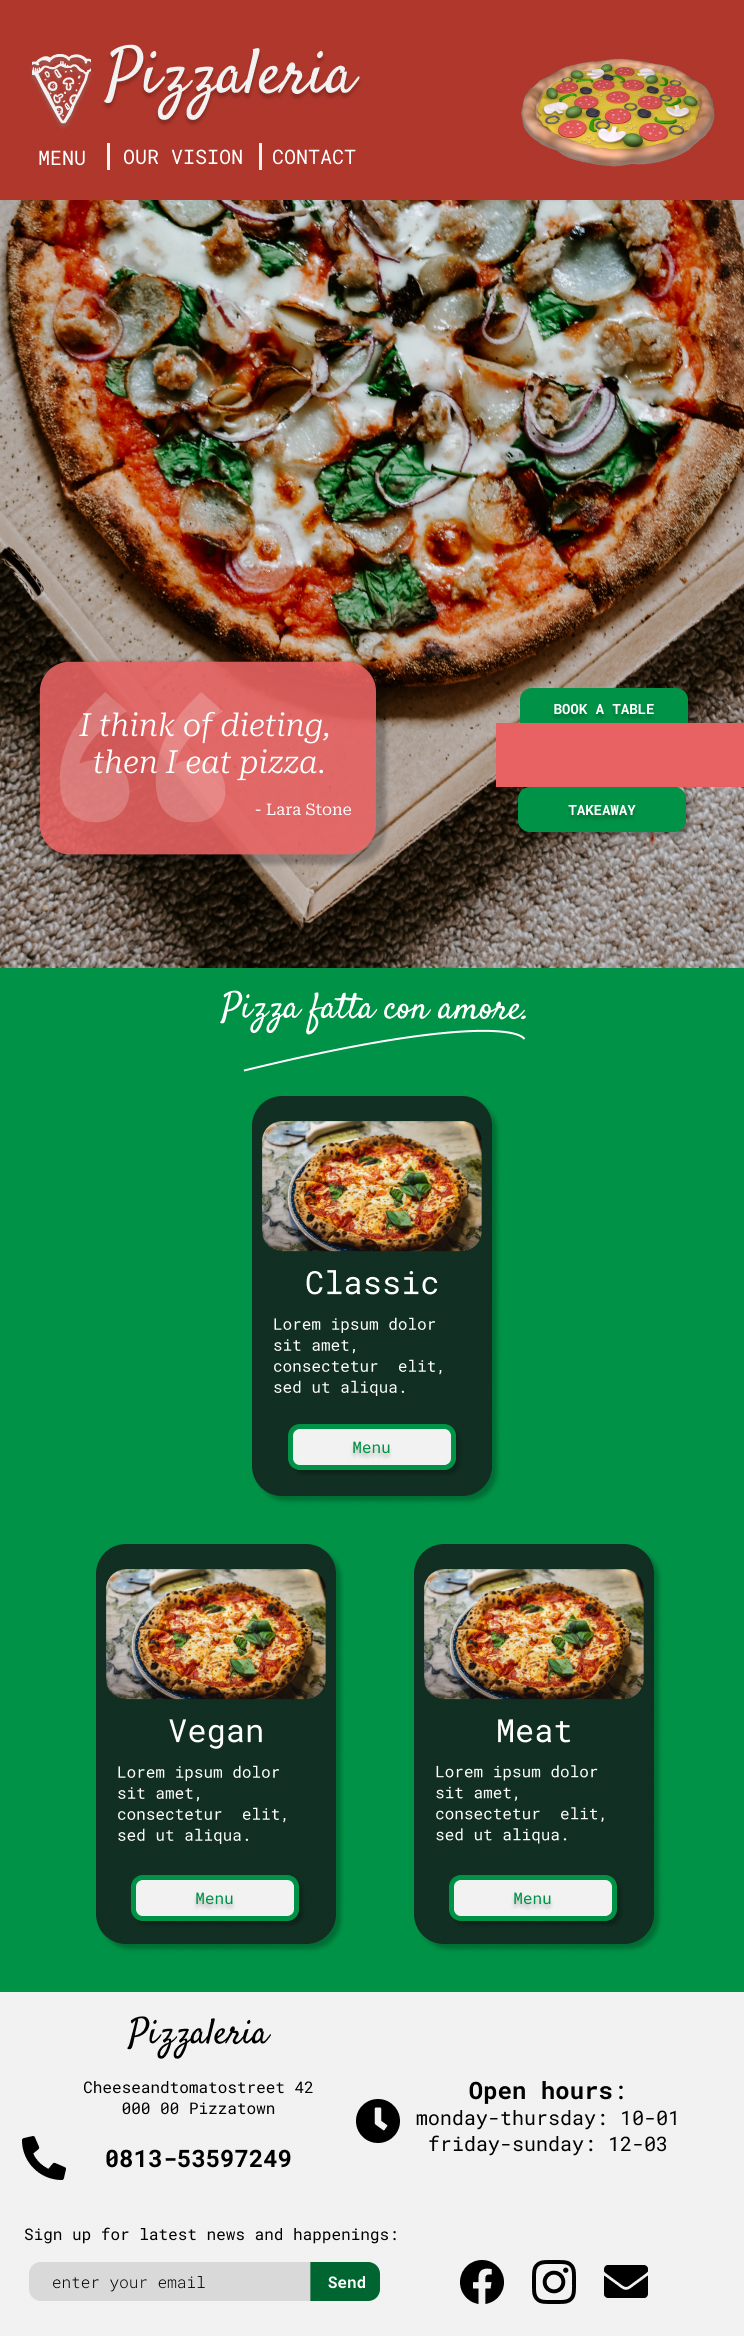 Pizzaleria
MENU
OUR VISION
CONTACT
I think of dieting,
then I eat pizza.
- Lara Stone
BOOK A TABLE
TAKEAWAY
Pizza fatta con amore.
Classic
Lorem ipsum dolor
sit amet,
consectetur  elit,
sed ut aliqua.
Menu
Vegan
Lorem ipsum dolor
sit amet,
consectetur  elit,
sed ut aliqua.
Menu
Meat
Lorem ipsum dolor
sit amet,
consectetur  elit,
sed ut aliqua.
Menu
Pizzaleria
Cheeseandtomatostreet 42
000 00 Pizzatown
0813-53597249
Open hours:
monday-thursday: 10-01
friday-sunday: 12-03
Sign up for latest news and happenings:
enter your email
Send